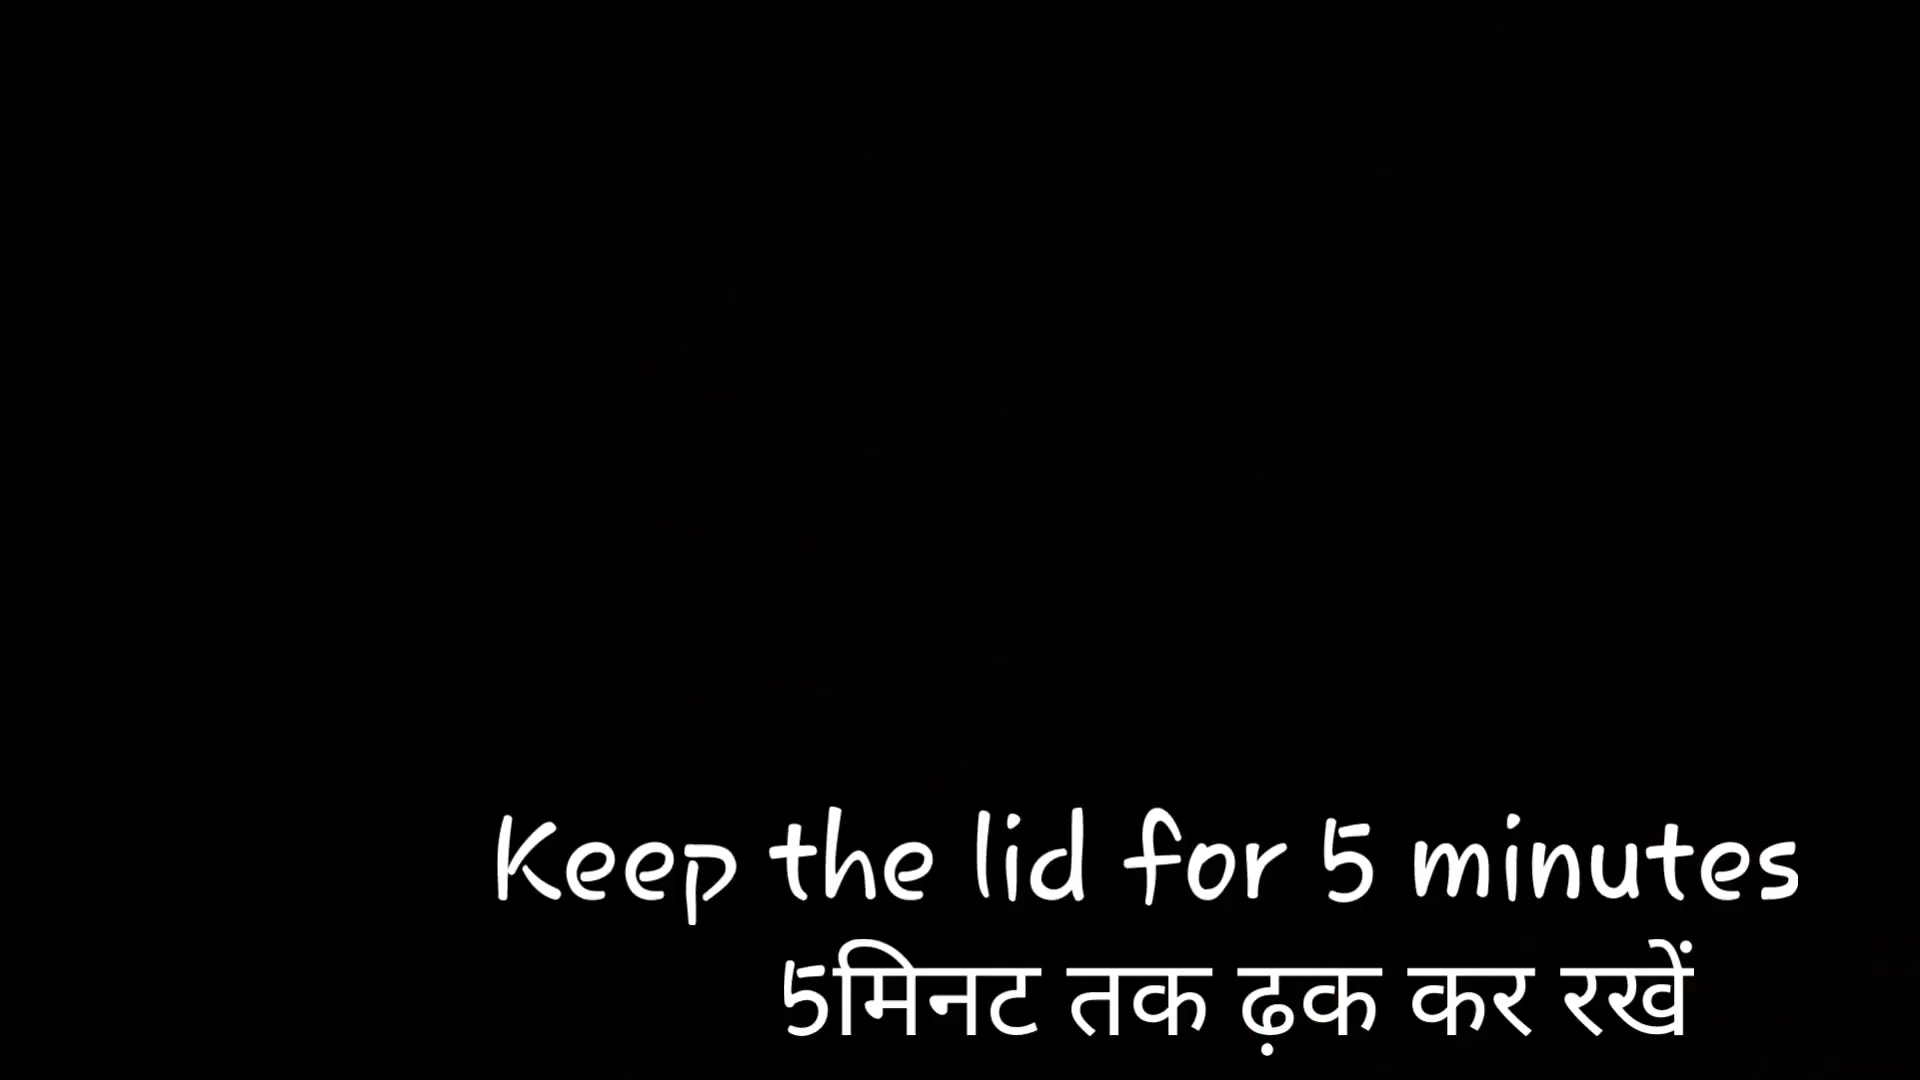 Keep the lid for 5 minutes
5मिनट तक ढ़क कर रखें